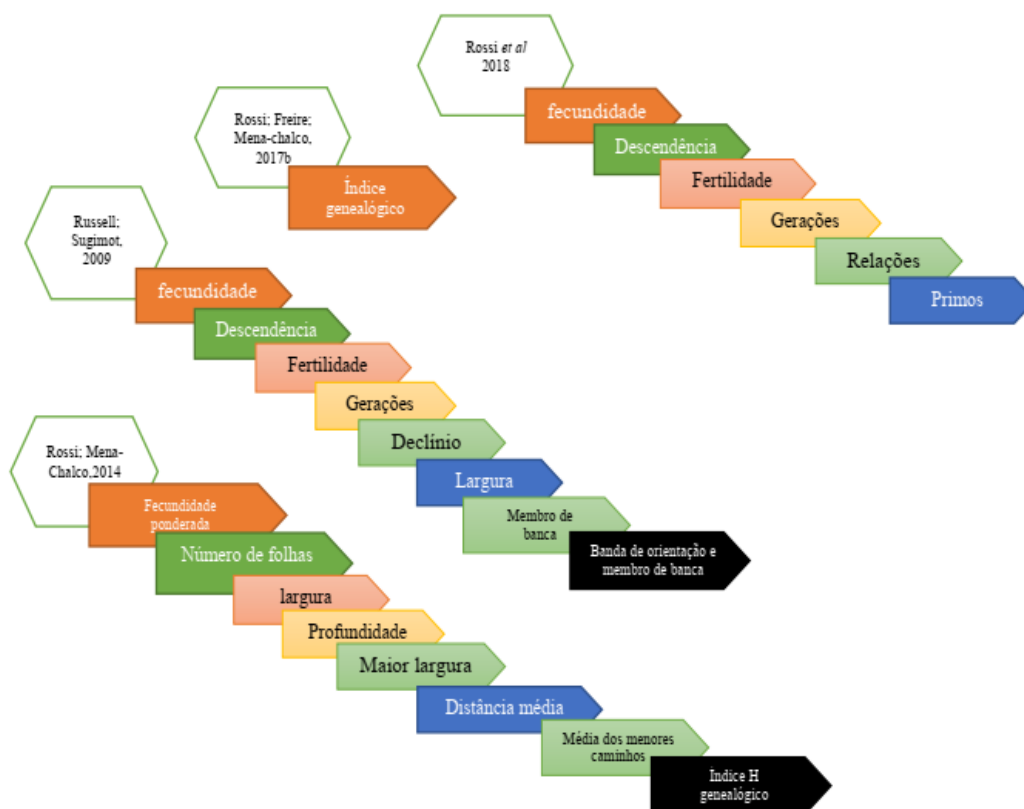 Rossi et al
2018
fecundidade
Descendência
Fertilidade
Gerações
Relações
Primos
Rossi; Freire;
Mena-chalco,
2017b
Índice
genealógico
Russell;
Sugimot,
2009
fecundidade
Descendência
Fertilidade
Gerações
Declínio
Largura
Membro de
banca
Banda de orientação e
membro de banca
Rossi; Mena-
Chalco,2014
Fecundidade
ponderada
Número de folhas
largura
Profundidade
Maior largura
Distância média
Média dos menores
caminhos
Índice H
genealógico